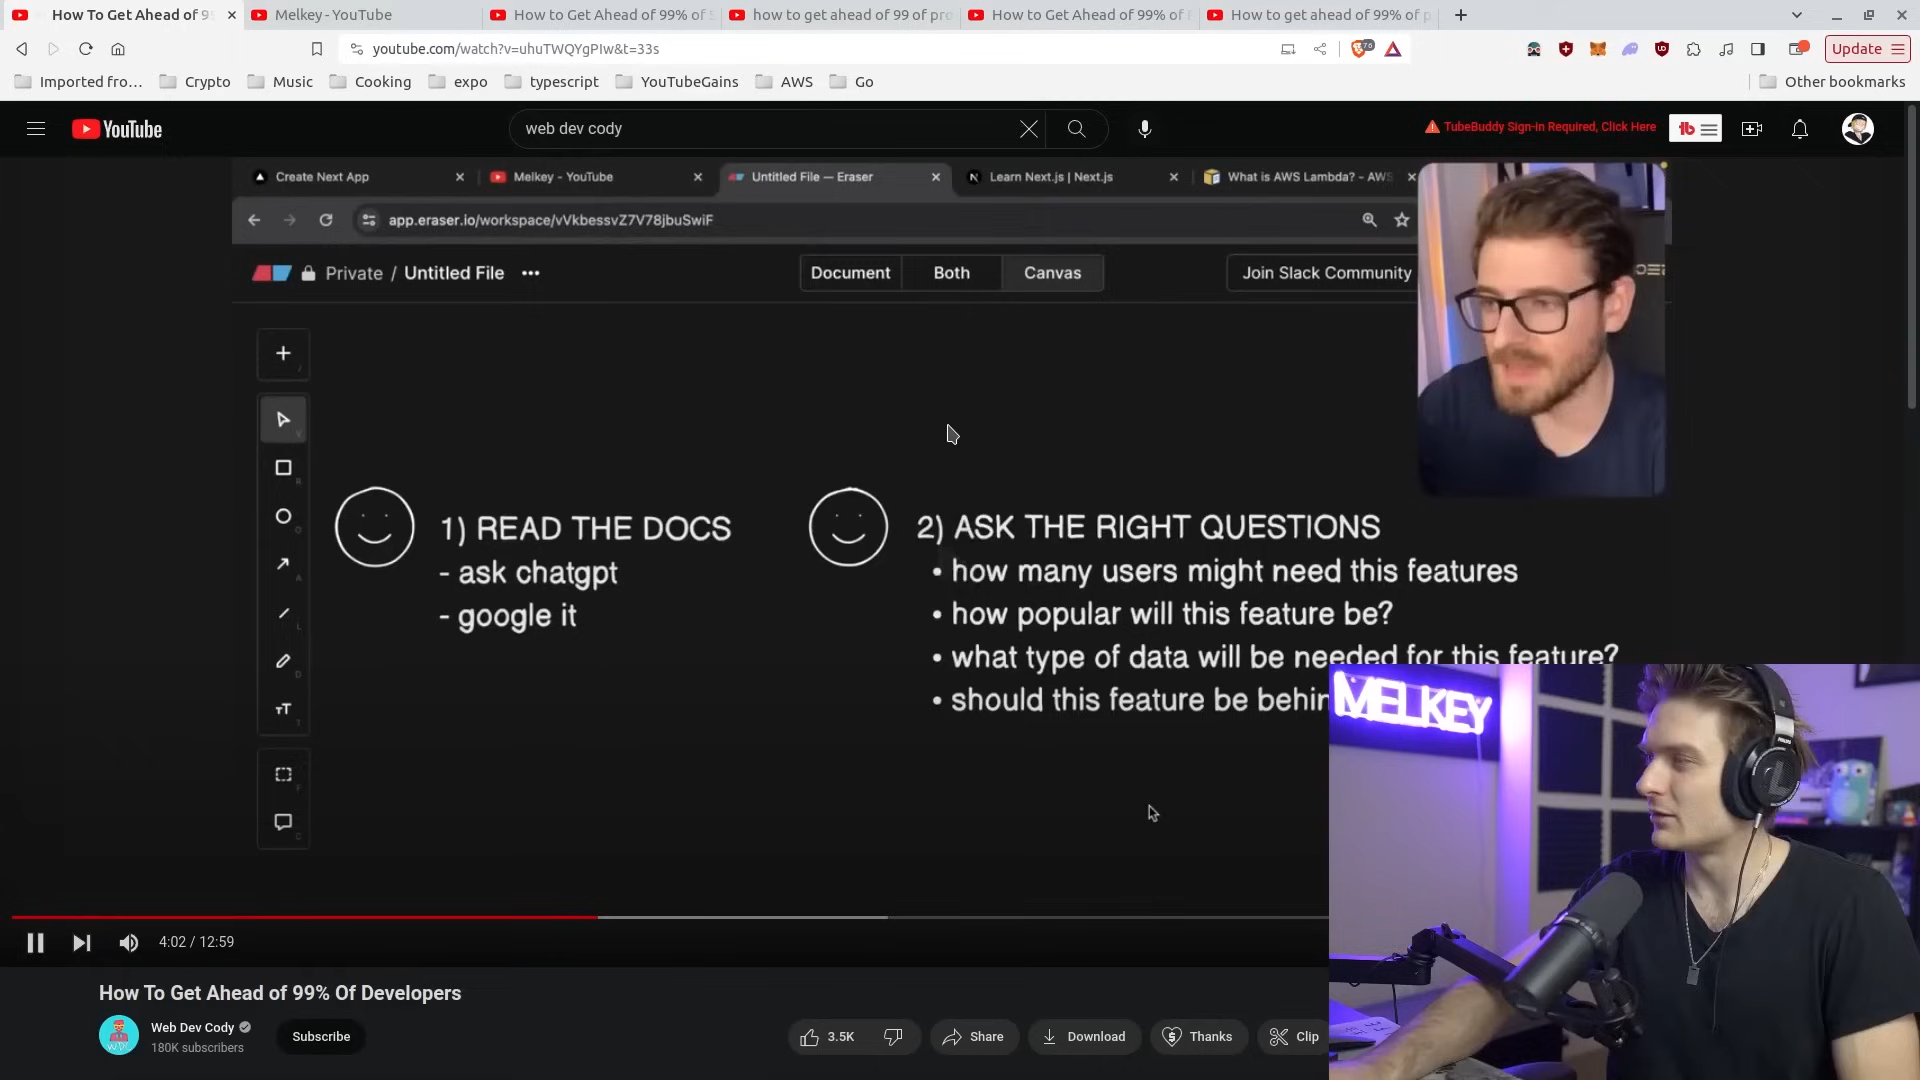 How To Get Ahead of 9
Melkey - YouTube
How to Get Ahead of 99% of
how to get ahead of 99 of pro
How to Get Ahead of 99% of
How to get ahead of 99% of p
youtube.com/watch?v=uhuTWQYgPIw&t=33s
76
Update
Imported fro...
Crypto
Music
Cooking
expo
typescript
YouTubeGains
AWS
Go
Other bookmarks
YouTube
web dev cody
TubeBuddy Sign-in Required, Click Here
tb
Create Next App
Melkey - YouTube
Untitled File — Eraser
Learn Next.js | Next.js
What is AWS Lambda? - AWS
app.eraser.io/workspace/vVkbessvZ7V78jbuSwiF
Private / Untitled File
Document
Both
Canvas
Join Slack Community
1) READ THE DOCS
- ask chatgpt
- google it
2) ASK THE RIGHT QUESTIONS
• how many users might need this features
• how popular will this feature be?
• what type of data will be needed for this feature?
• should this feature be behin
MELKEY
4:02 / 12:59
How To Get Ahead of 99% Of Developers
Web Dev Cody
180K subscribers
Subscribe
3.5K
Share
Download
Thanks
Clip